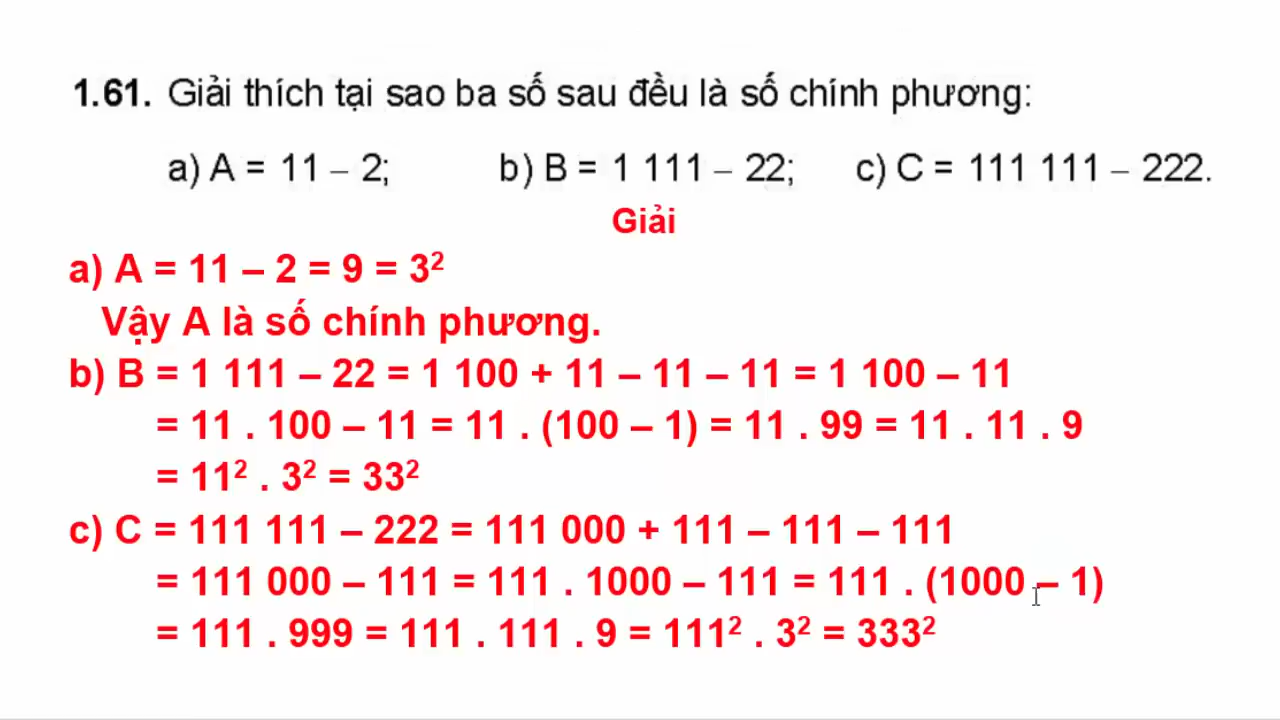 1.61. Giải thích tại sao ba số sau đều là số chính phương:
a) A = 11 – 2; b) B = 1 111 – 22; c) C = 111 111 – 222.
Giải
a) A = 11 – 2 = 9 = 3²
Vậy A là số chính phương.
b) B = 1 111 – 22 = 1 100 + 11 – 11 – 11 = 1 100 – 11
= 11 . 100 – 11 = 11 . (100 – 1) = 11 . 99 = 11 . 11 . 9
= 11² . 3² = 33²
c) C = 111 111 – 222 = 111 000 + 111 – 111 – 111
= 111 000 – 111 = 111 . 1000 – 111 = 111 . (1000 – 1)
= 111 . 999 = 111 . 111 . 9 = 111² . 3² = 333²